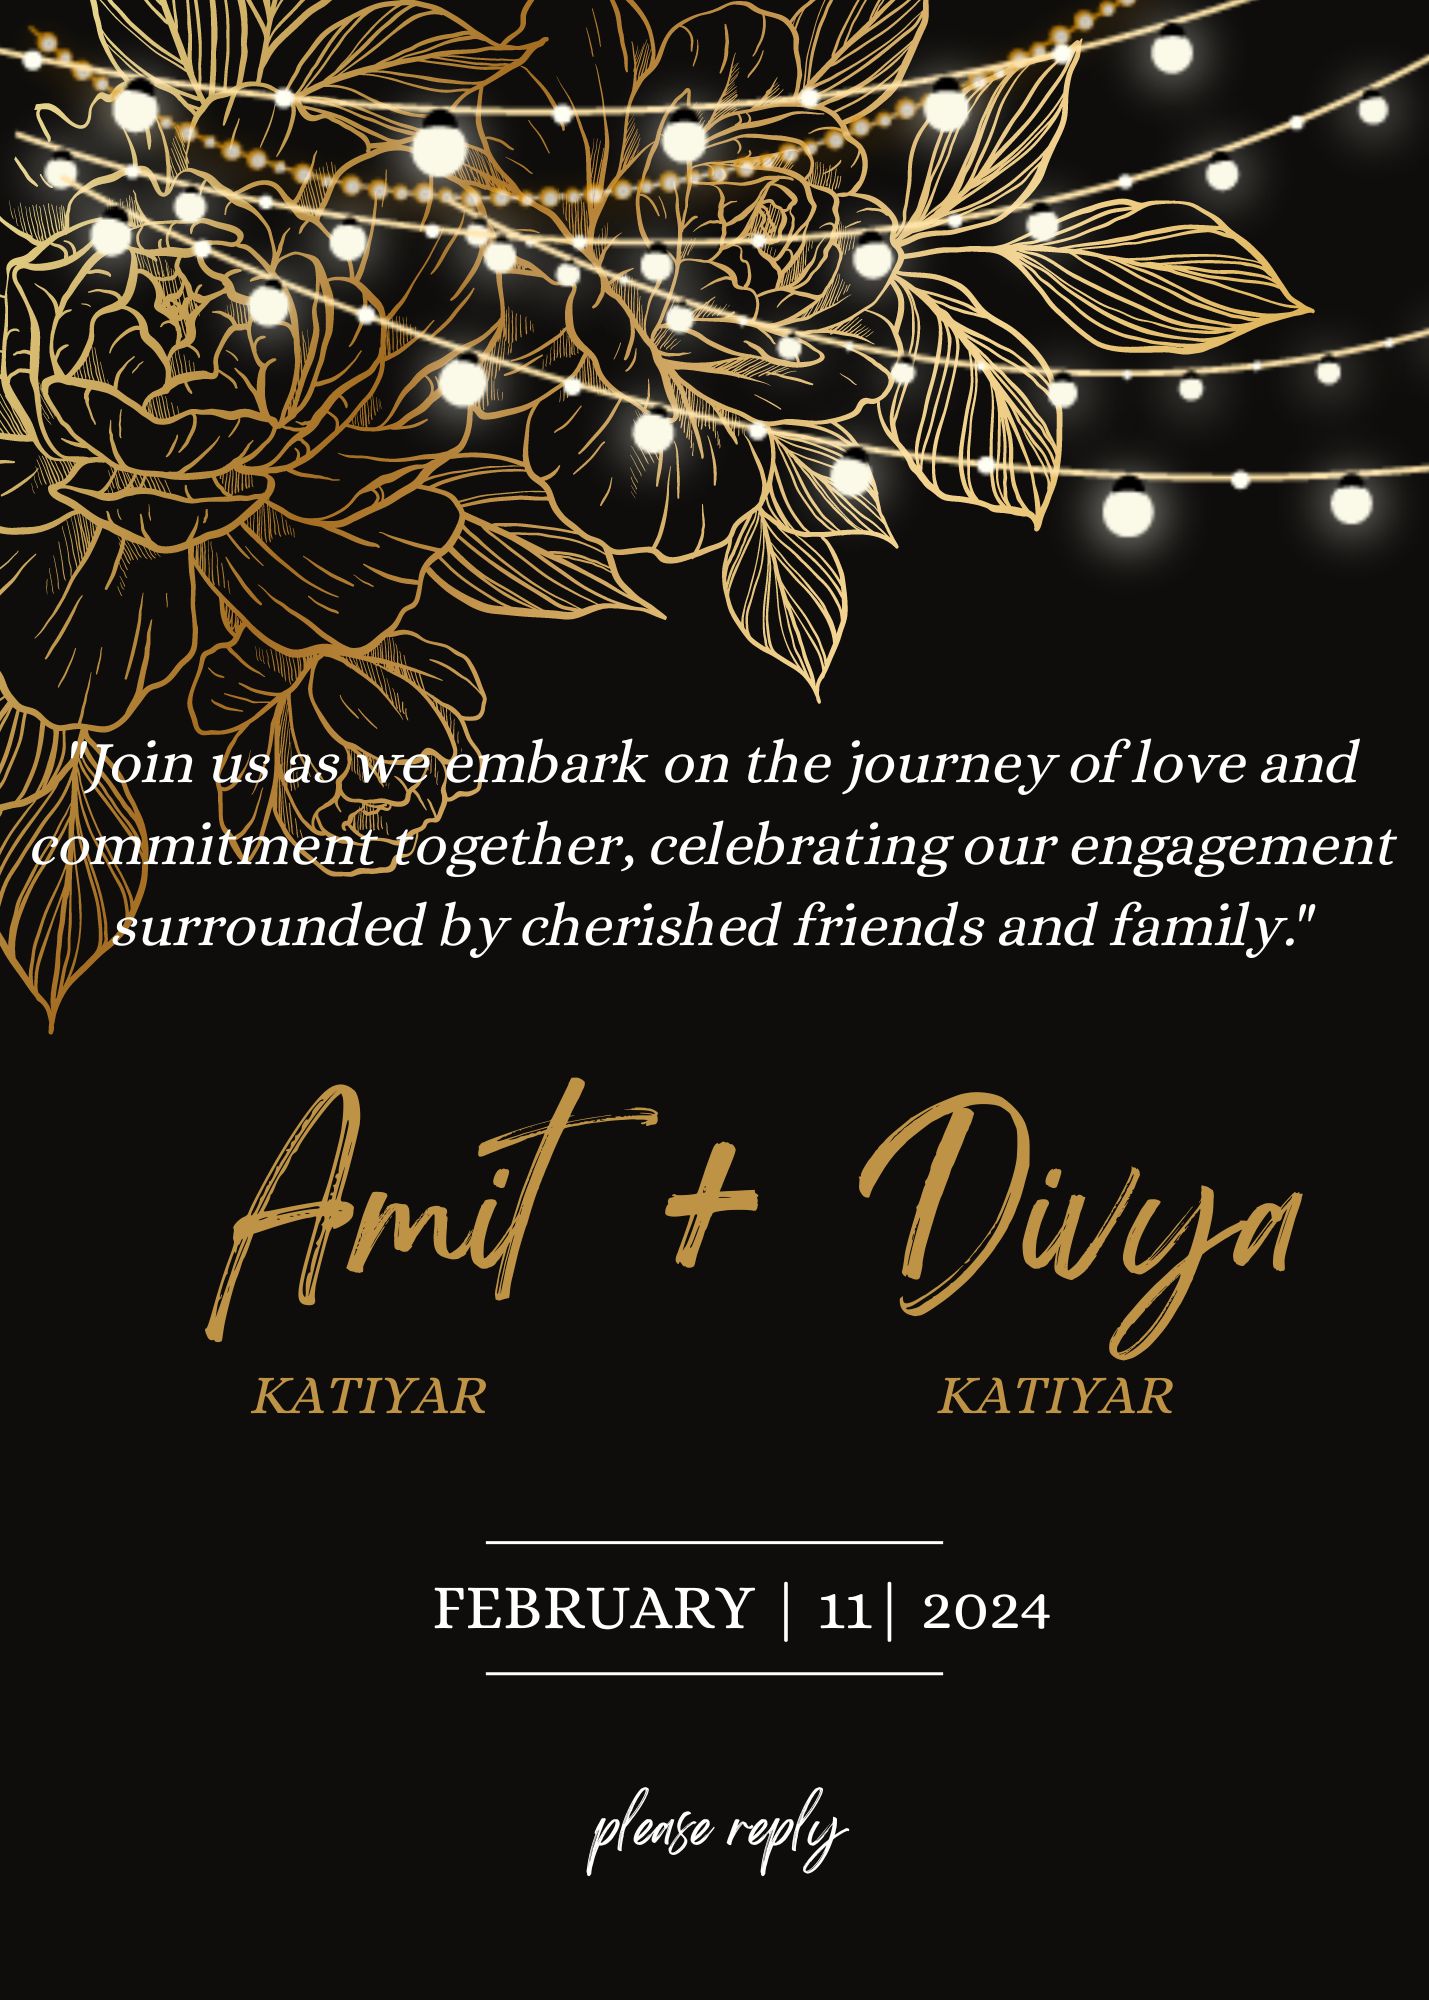 "Join us as we embark on the journey of love and
commitment together, celebrating our engagement
surrounded by cherished friends and family."
Amit + Divya
KATIYAR KATIYAR
FEBRUARY | 11| 2024
please reply